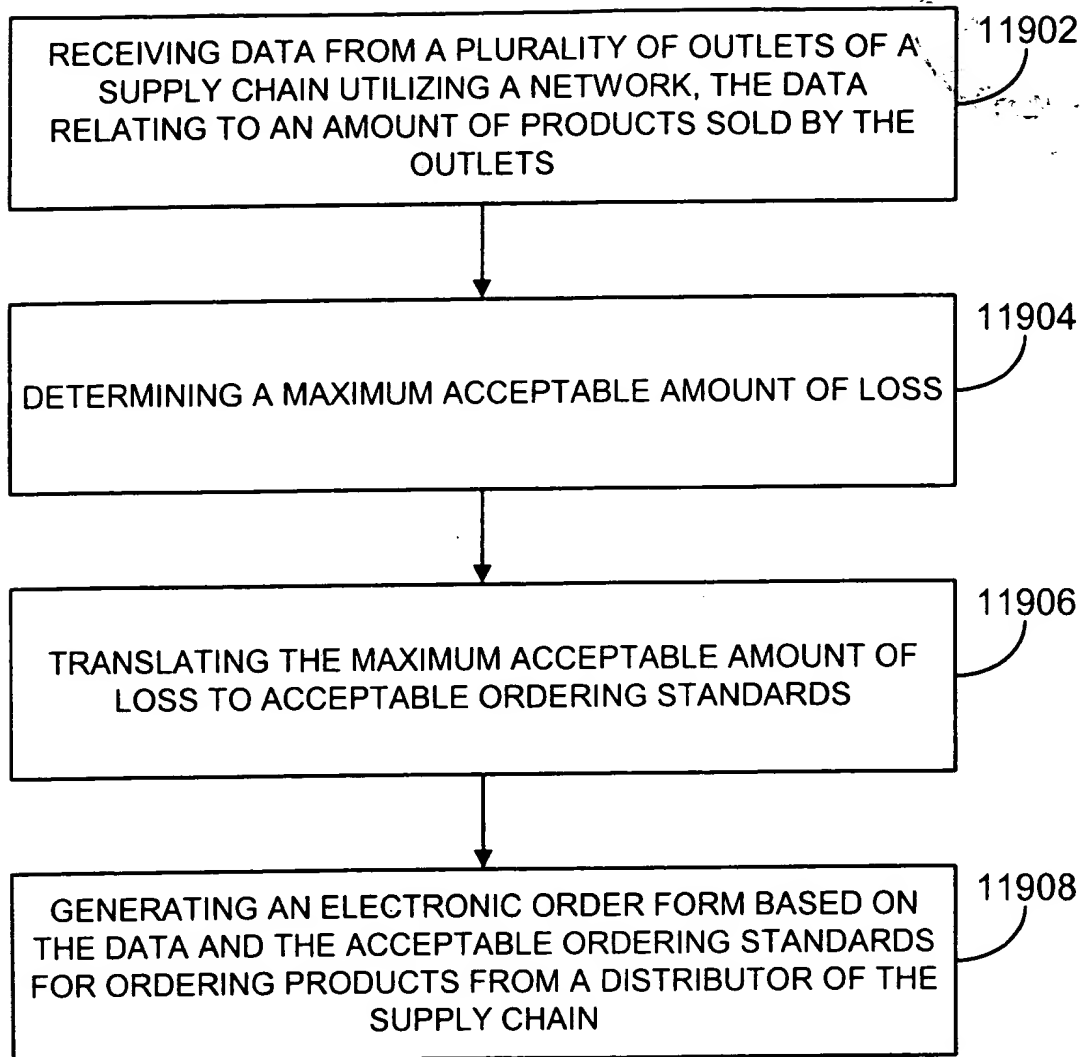 RECEIVING DATA FROM A PLURALITY OF OUTLETS OF A
SUPPLY CHAIN UTILIZING A NETWORK, THE DATA
RELATING TO AN AMOUNT OF PRODUCTS SOLD BY THE
OUTLETS
11902
DETERMINING A MAXIMUM ACCEPTABLE AMOUNT OF LOSS
11904
TRANSLATING THE MAXIMUM ACCEPTABLE AMOUNT OF
LOSS TO ACCEPTABLE ORDERING STANDARDS
11906
GENERATING AN ELECTRONIC ORDER FORM BASED ON
THE DATA AND THE ACCEPTABLE ORDERING STANDARDS
FOR ORDERING PRODUCTS FROM A DISTRIBUTOR OF THE
SUPPLY CHAIN
11908